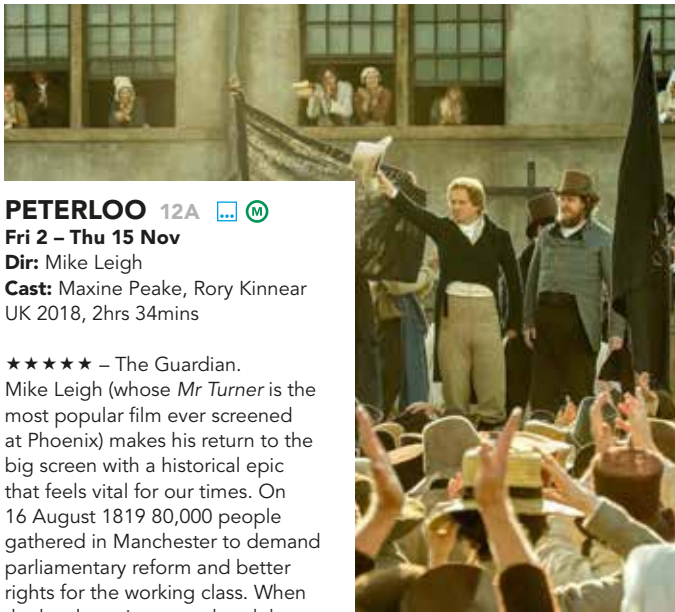 PETERLOO 12A ... M
Fri 2 – Thu 15 Nov
Dir: Mike Leigh
Cast: Maxine Peake, Rory Kinnear
UK 2018, 2hrs 34mins
★★★★★ – The Guardian.
Mike Leigh (whose Mr Turner is the
most popular film ever screened
at Phoenix) makes his return to the
big screen with a historical epic
that feels vital for our times. On
16 August 1819 80,000 people
gathered in Manchester to demand
parliamentary reform and better
rights for the working class. When